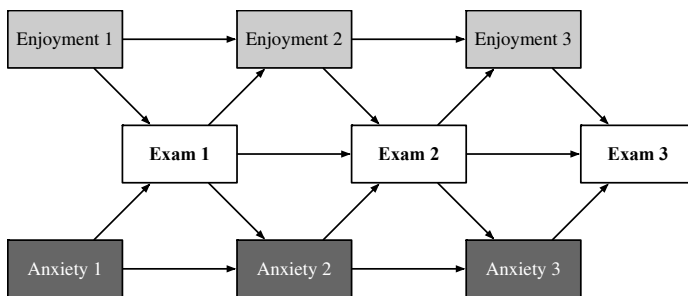 Enjoyment 1
Enjoyment 2
Enjoyment 3
Exam 1
Exam 2
Exam 3
Anxiety 1
Anxiety 2
Anxiety 3